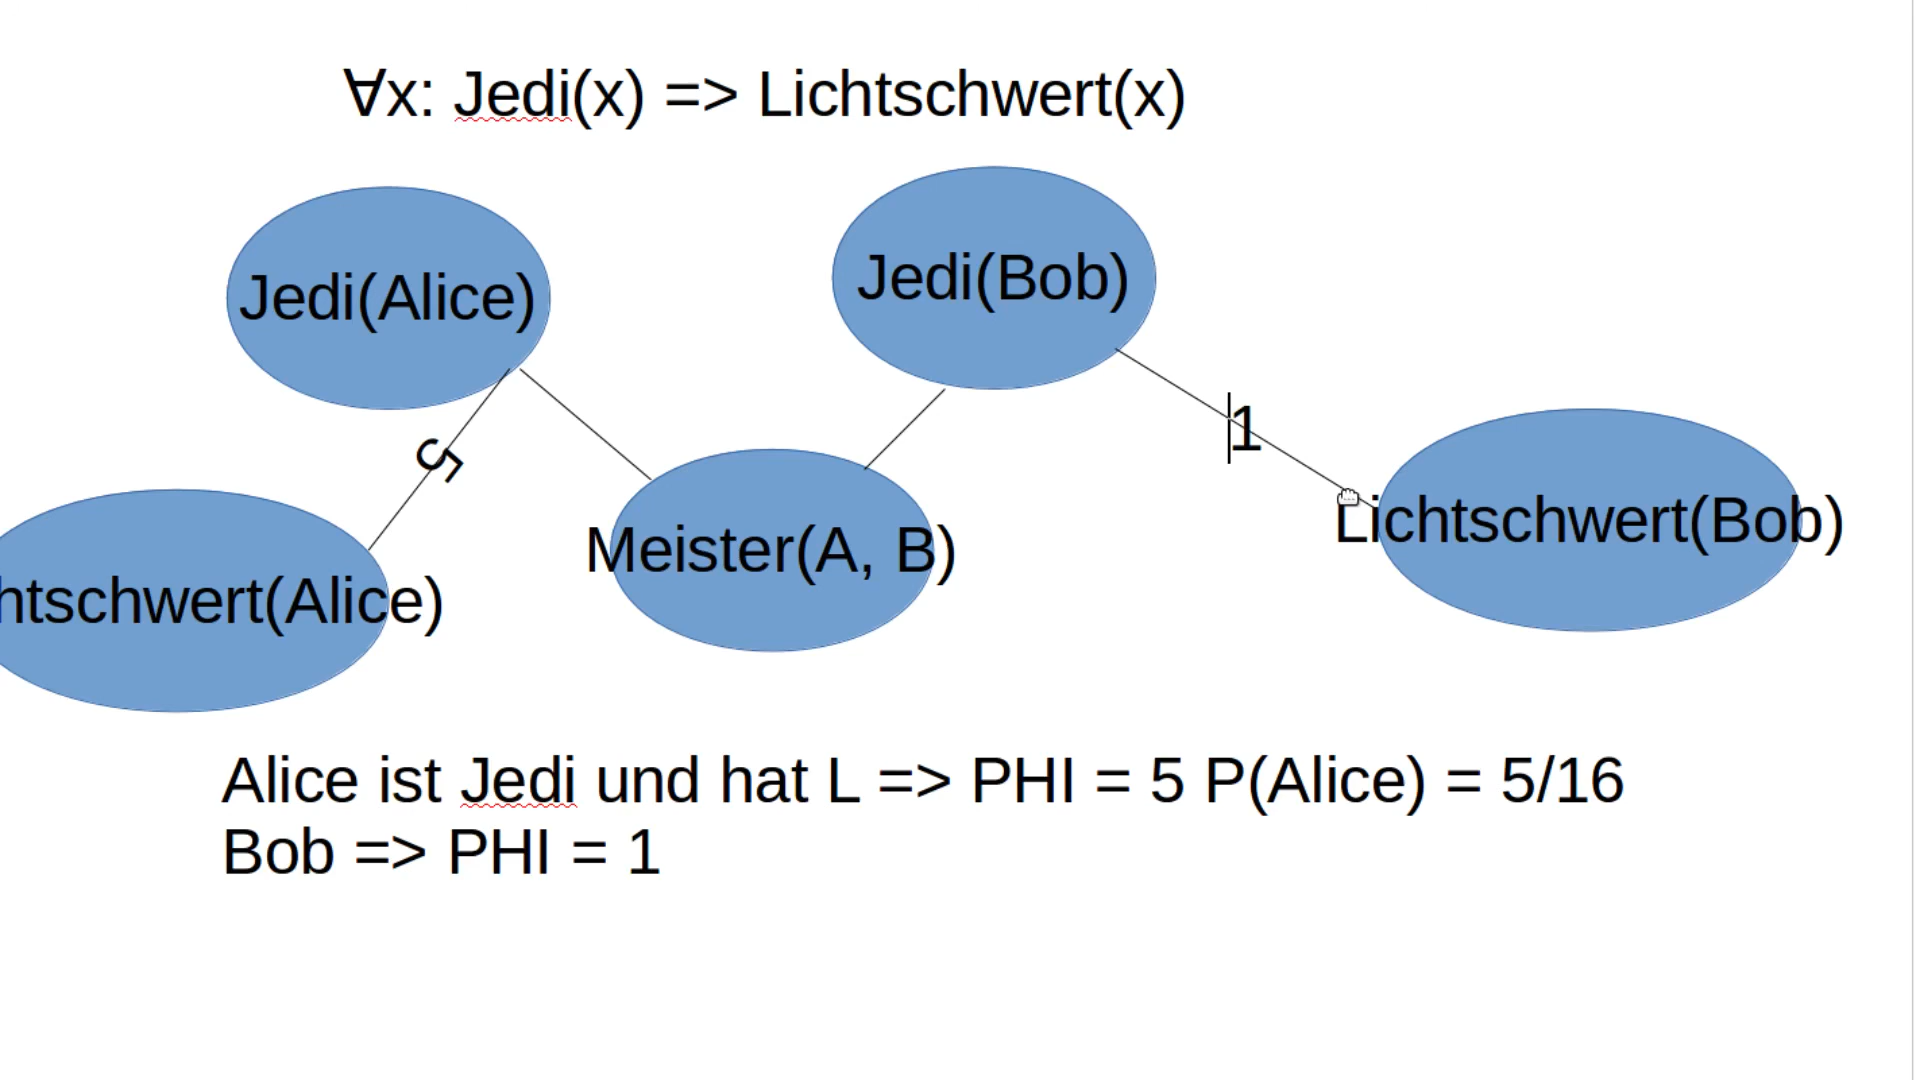 ∀x: Jedi(x) => Lichtschwert(x)
Jedi(Alice)
Jedi(Bob)
5
1
Lichtschwert(Bob)
Meister(A, B)
htschwert(Alice)
Alice ist Jedi und hat L => PHI = 5 P(Alice) = 5/16
Bob => PHI = 1